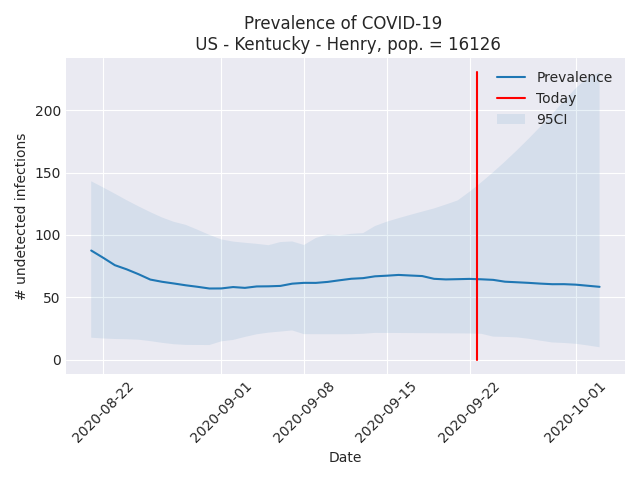 Prevalence of COVID-19
US - Kentucky - Henry, pop. = 16126
Prevalence
Today
95CI
# undetected infections
200
150
100
50
0
2020-08-22
2020-09-01
2020-09-08
2020-09-15
2020-09-22
2020-10-01
Date